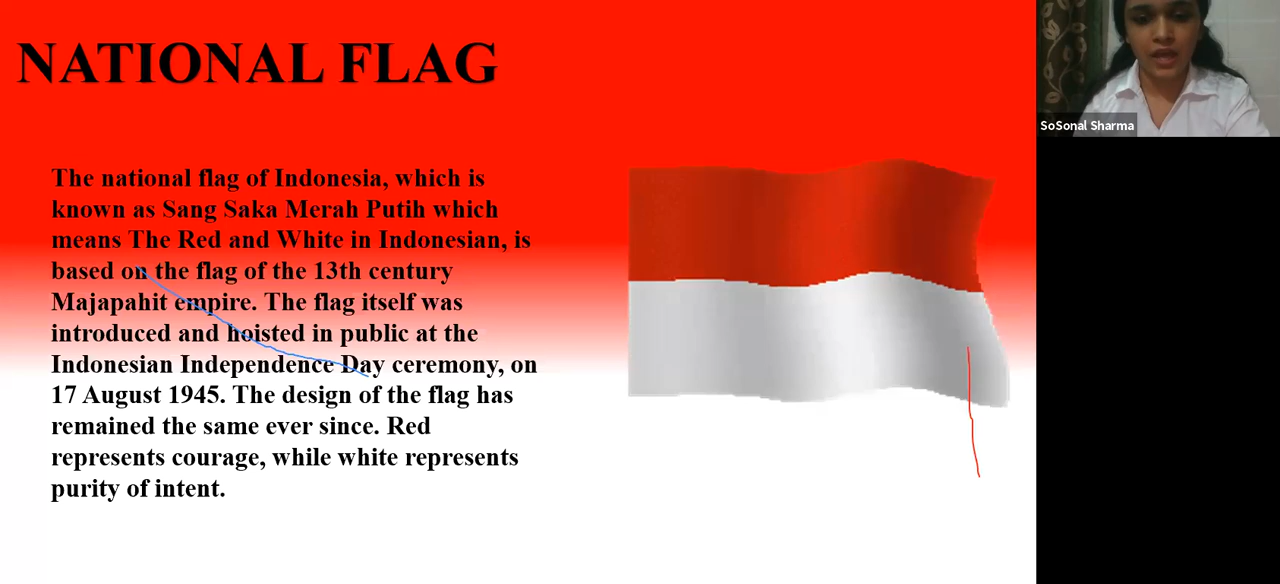 NATIONAL FLAG
The national flag of Indonesia, which is
known as Sang Saka Merah Putih which
means The Red and White in Indonesian, is
based on the flag of the 13th century
Majapahit empire. The flag itself was
introduced and hoisted in public at the
Indonesian Independence Day ceremony, on
17 August 1945. The design of the flag has
remained the same ever since. Red
represents courage, while white represents
purity of intent.
SoSonal Sharma